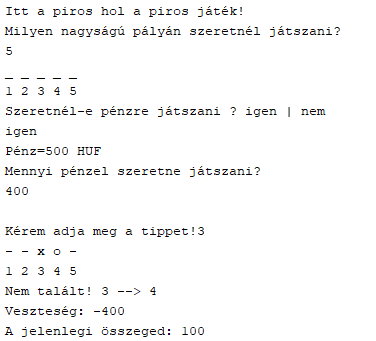 Itt a piros hol a piros játék!
Milyen nagyságú pályán szeretnél játszani?
5
_ _ _ _ _
1 2 3 4 5
Szeretnél-e pénzre játszani ? igen | nem
igen
Pénz=500 HUF
Mennyi pénzel szeretne játszani?
400
Kérem adja meg a tippet!3
- - x o -
1 2 3 4 5
Nem talált! 3 --> 4
Veszteség: -400
A jelenlegi összeged: 100